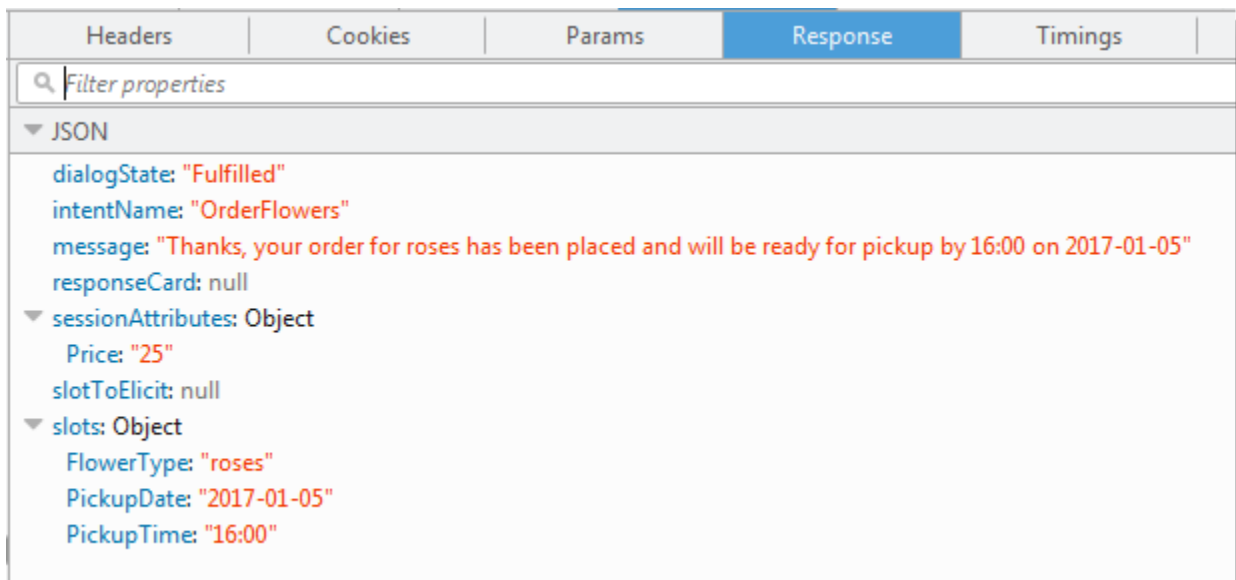 Headers Cookies Params Response Timings
Filter properties
JSON
dialogState: "Fulfilled"
intentName: "OrderFlowers"
message: "Thanks, your order for roses has been placed and will be ready for pickup by 16:00 on 2017-01-05"
responseCard: null
sessionAttributes: Object
Price: "25"
slotToElicit: null
slots: Object
FlowerType: "roses"
PickupDate: "2017-01-05"
PickupTime: "16:00"